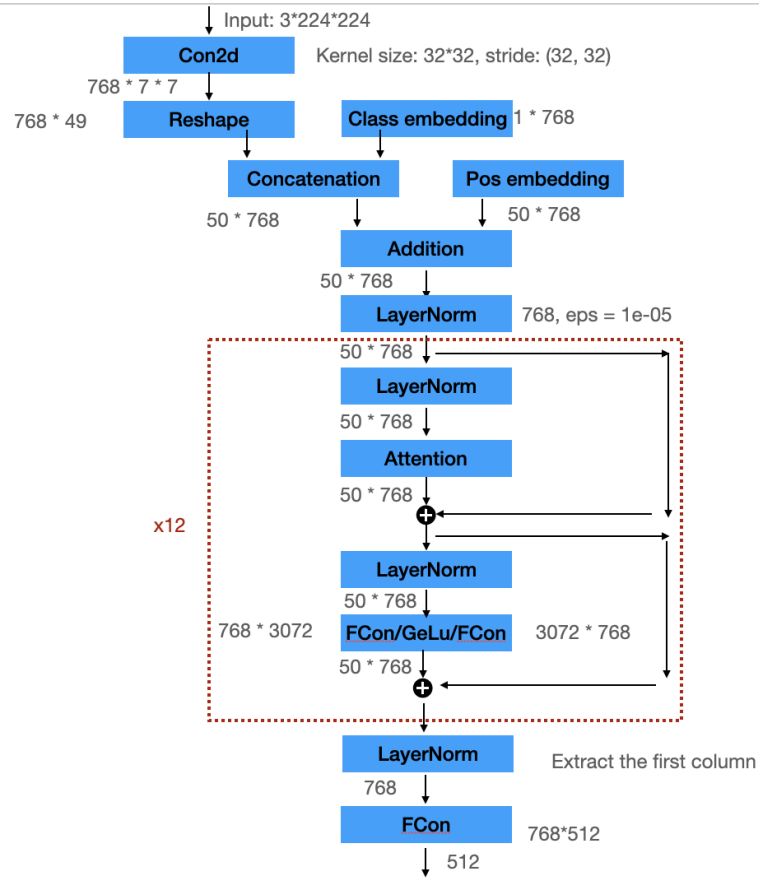 Input: 3*224*224
Con2d
Kernel size: 32*32, stride: (32, 32)
768 * 7 * 7
768 * 49
Reshape
Class embedding
1 * 768
Concatenation
Pos embedding
50 * 768
50 * 768
Addition
50 * 768
LayerNorm
768, eps = 1e-05
50 * 768
LayerNorm
50 * 768
Attention
50 * 768
x12
LayerNorm
50 * 768
768 * 3072
FCon/GeLu/FCon
3072 * 768
50 * 768
LayerNorm
Extract the first column
768
FCon
768*512
512